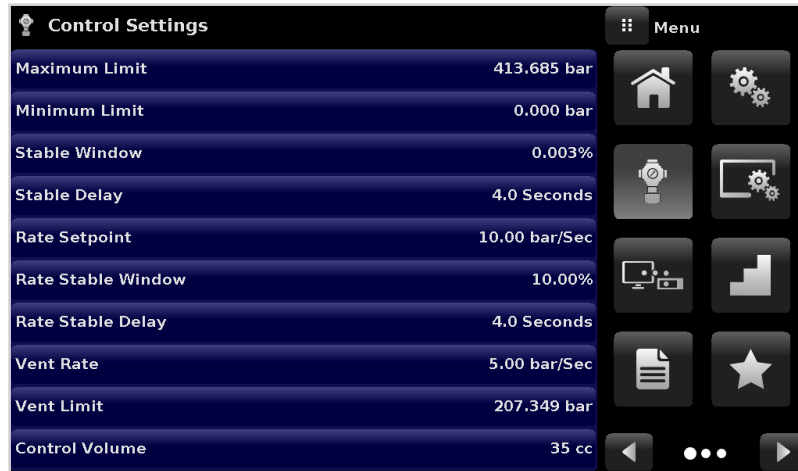 Control Settings
Menu
Maximum Limit 413.685 bar
Minimum Limit 0.000 bar
Stable Window 0.003%
Stable Delay 4.0 Seconds
Rate Setpoint 10.00 bar/Sec
Rate Stable Window 10.00%
Rate Stable Delay 4.0 Seconds
Vent Rate 5.00 bar/Sec
Vent Limit 207.349 bar
Control Volume 35 cc